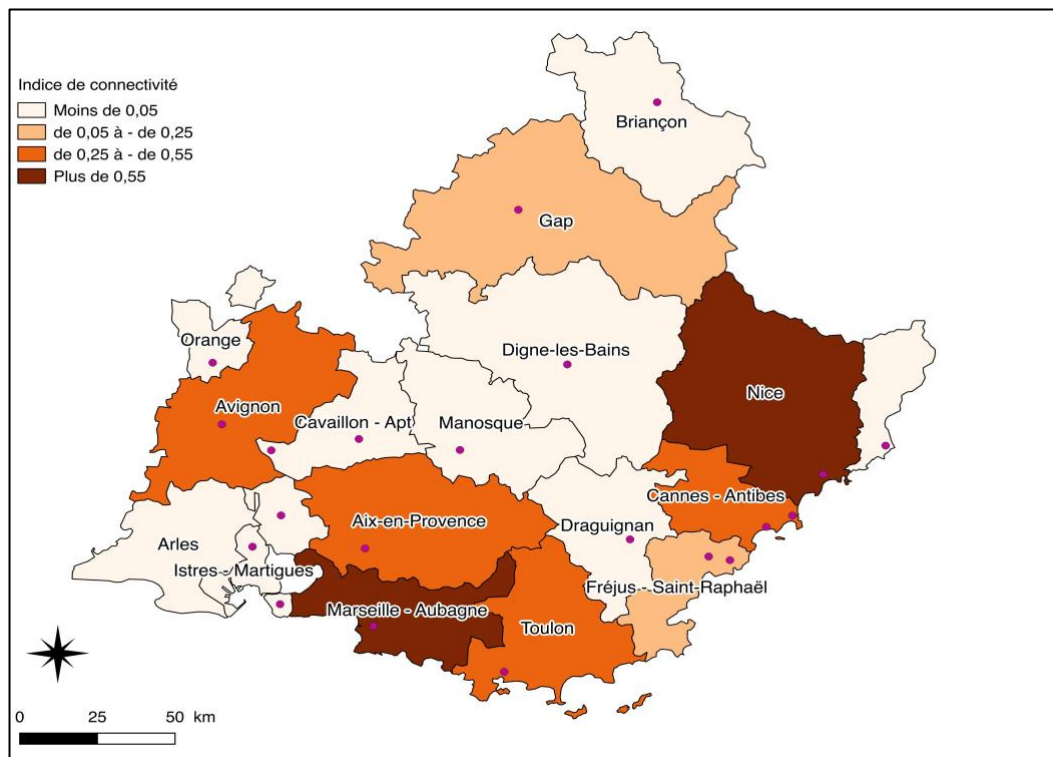 Indice de connectivité
Moins de 0,05
de 0,05 à - de 0,25
de 0,25 à - de 0,55
Plus de 0,55
Briançon
Gap
Orange
Digne-les-Bains
Nice
Avignon
Cavaillon - Apt
Manosque
Cannes - Antibes
Aix-en-Provence
Draguignan
Arles
Istres - Martigues
Fréjus - Saint-Raphaël
Marseille - Aubagne
Toulon
0 25 50 km